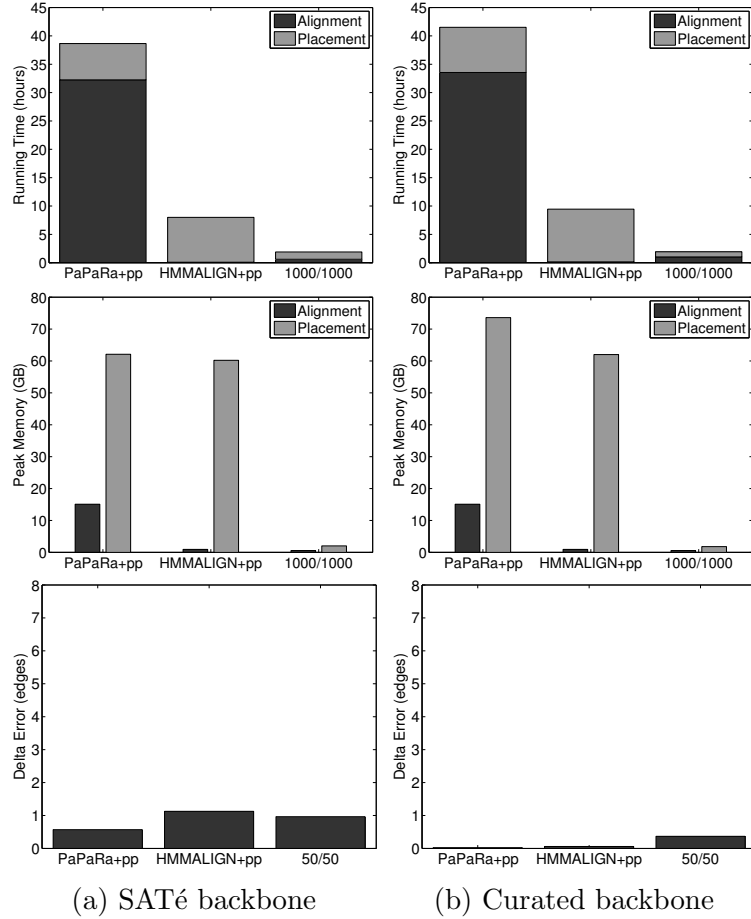 45
40
35
30
25
20
15
10
5
0
Running Time (hours)
Alignment
Placement
PaPaRa+pp HMMALIGN+pp 1000/1000
45
40
35
30
25
20
15
10
5
0
Running Time (hours)
Alignment
Placement
PaPaRa+pp HMMALIGN+pp 1000/1000
80
70
60
50
40
30
20
10
0
Peak Memory (GB)
Alignment
Placement
PaPaRa+pp HMMALIGN+pp 1000/1000
80
70
60
50
40
30
20
10
0
Peak Memory (GB)
Alignment
Placement
PaPaRa+pp HMMALIGN+pp 1000/1000
8
7
6
5
4
3
2
1
0
Delta Error (edges)
PaPaRa+pp HMMALIGN+pp 50/50
8
7
6
5
4
3
2
1
0
Delta Error (edges)
PaPaRa+pp HMMALIGN+pp 50/50
(a) SATé backbone
(b) Curated backbone